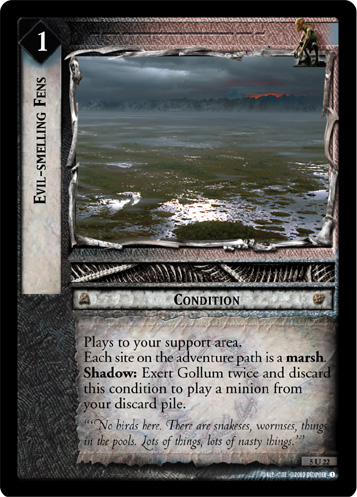 1
EVIL-SMELLING FENS
CONDITION
Plays to your support area.
Each site on the adventure path is a marsh.
Shadow: Exert Gollum twice and discard
this condition to play a minion from
your discard pile.
"'No birds here. There are snakeses, wormses, things
in the pools. Lots of things, lots of nasty things.'"
5 U 22